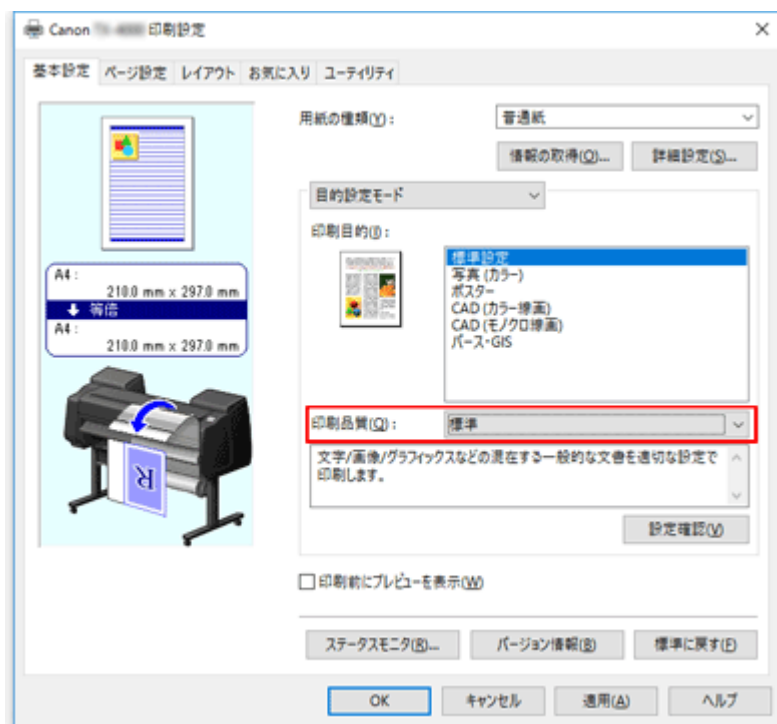 Canon 印刷設定
基本設定 ページ設定 レイアウト お気に入り ユーティリティ
用紙の種類(Y): 普通紙
情報の取得(O)... 詳細設定(S)...
目的設定モード
印刷目的(I):
標準設定
写真 (カラー)
ポスター
CAD (カラー線画)
CAD (モノクロ線画)
パース・GIS
A4 :
210.0 mm x 297.0 mm
等倍
A4 :
210.0 mm x 297.0 mm
R
印刷品質(Q): 標準
文字/画像/グラフィックスなどの混在する一般的な文書を適切な設定で
印刷します。
設定確認(V)
印刷前にプレビューを表示(W)
ステータスモニタ(R)... バージョン情報(B) 標準に戻す(F)
OK キャンセル 適用(A) ヘルプ